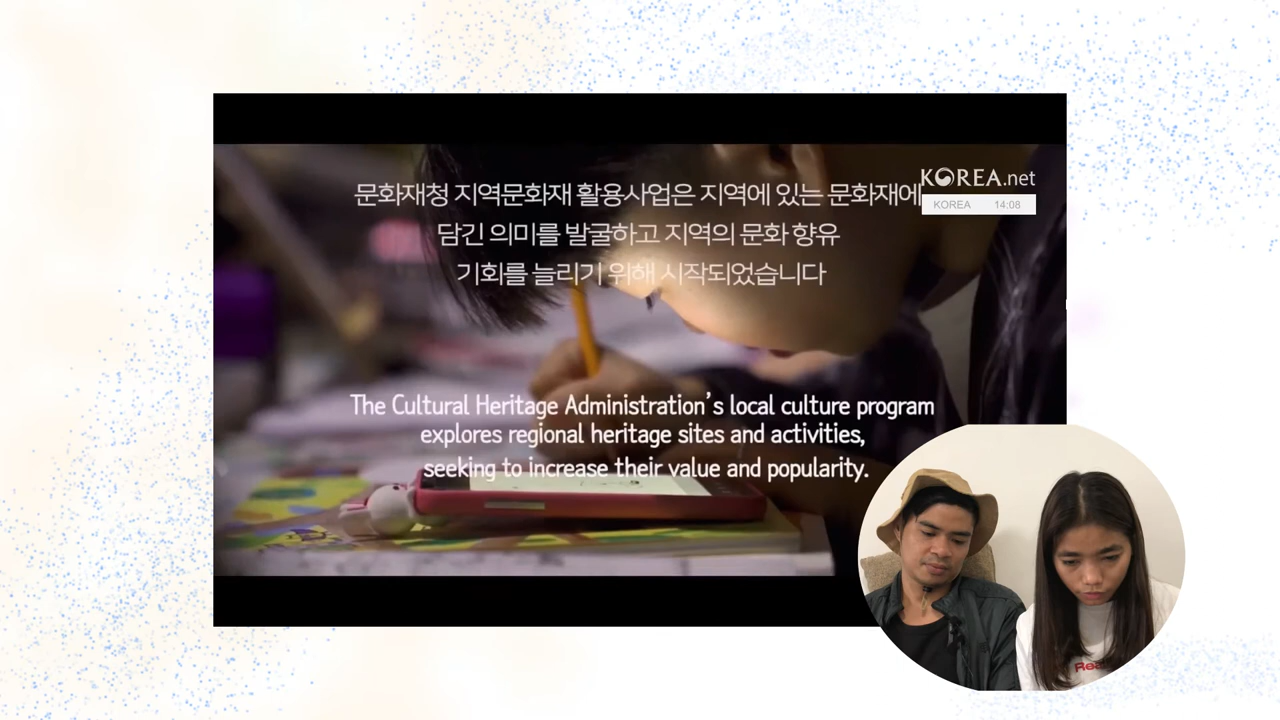 문화재청 지역문화재 활용사업은 지역에 있는 문화재에
담긴 의미를 발굴하고 지역의 문화 향유
기회를 늘리기 위해 시작되었습니다
KOREA.net
KOREA 14:08
The Cultural Heritage Administration's local culture program
explores regional heritage sites and activities,
seeking to increase their value and popularity.